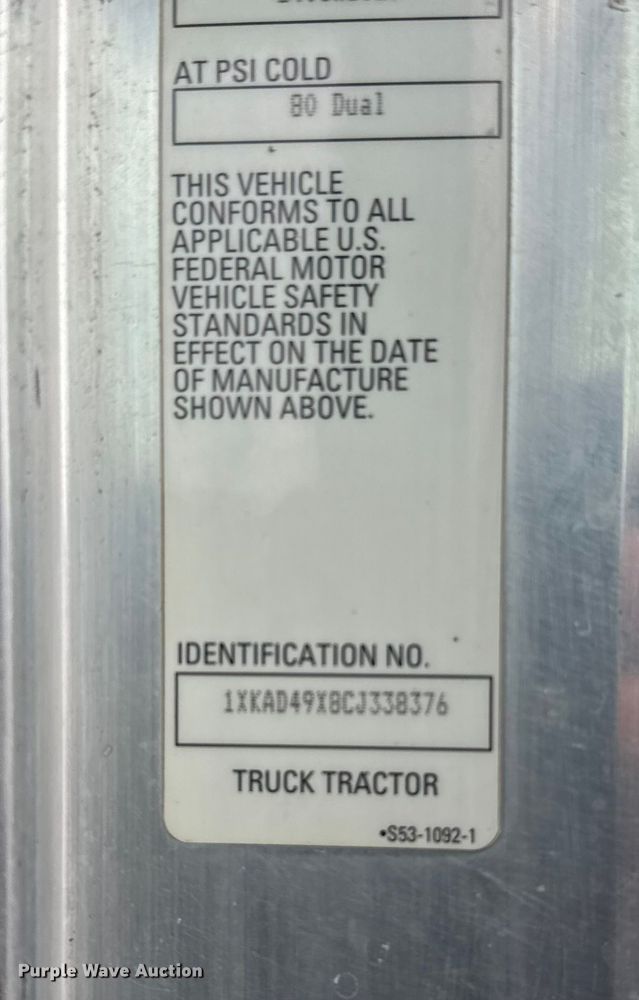 AT PSI COLD
80 Dual
THIS VEHICLE
CONFORMS TO ALL
APPLICABLE U.S.
FEDERAL MOTOR
VEHICLE SAFETY
STANDARDS IN
EFFECT ON THE DATE
OF MANUFACTURE
SHOWN ABOVE.
IDENTIFICATION NO.
1XKAD49X8CJ338376
TRUCK TRACTOR
•S53-1092-1
Purple Wave Auction